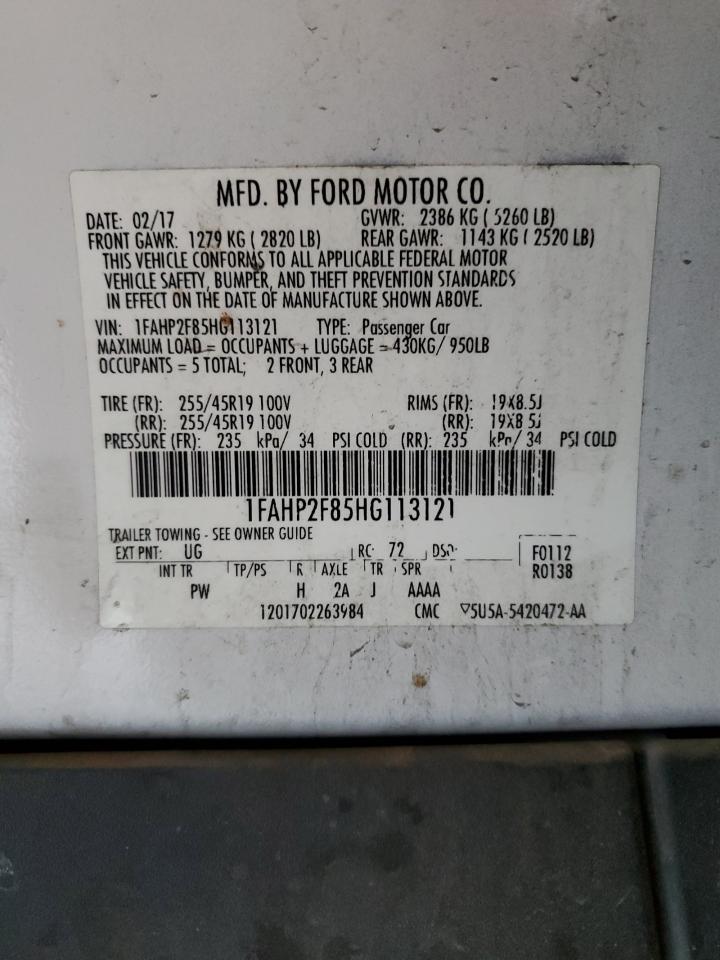 MFD. BY FORD MOTOR CO.
DATE: 02/17 GVWR: 2386 KG ( 5260 LB)
FRONT GAWR: 1279 KG ( 2820 LB) REAR GAWR: 1143 KG ( 2520 LB)
THIS VEHICLE CONFORMS TO ALL APPLICABLE FEDERAL MOTOR
VEHICLE SAFETY, BUMPER, AND THEFT PREVENTION STANDARDS
IN EFFECT ON THE DATE OF MANUFACTURE SHOWN ABOVE.
VIN: 1FAHP2F85HG113121 TYPE: Passenger Car
MAXIMUM LOAD = OCCUPANTS + LUGGAGE = 430KG/ 950LB
OCCUPANTS = 5 TOTAL; 2 FRONT, 3 REAR
TIRE (FR): 255/45R19 100V RIMS (FR): 19X8.5J
(RR): 255/45R19 100V (RR): 19X8.5J
PRESSURE (FR): 235 kPa/ 34 PSI COLD (RR): 235 kPa/ 34 PSI COLD
1FAHP2F85HG113121
TRAILER TOWING - SEE OWNER GUIDE
EXT PNT: UG RC: 72 DSO: F0112
INT TR TP/PS R AXLE TR SPR R0138
PW H 2A J AAAA
1201702263984 CMC ▽5U5A-5420472-AA